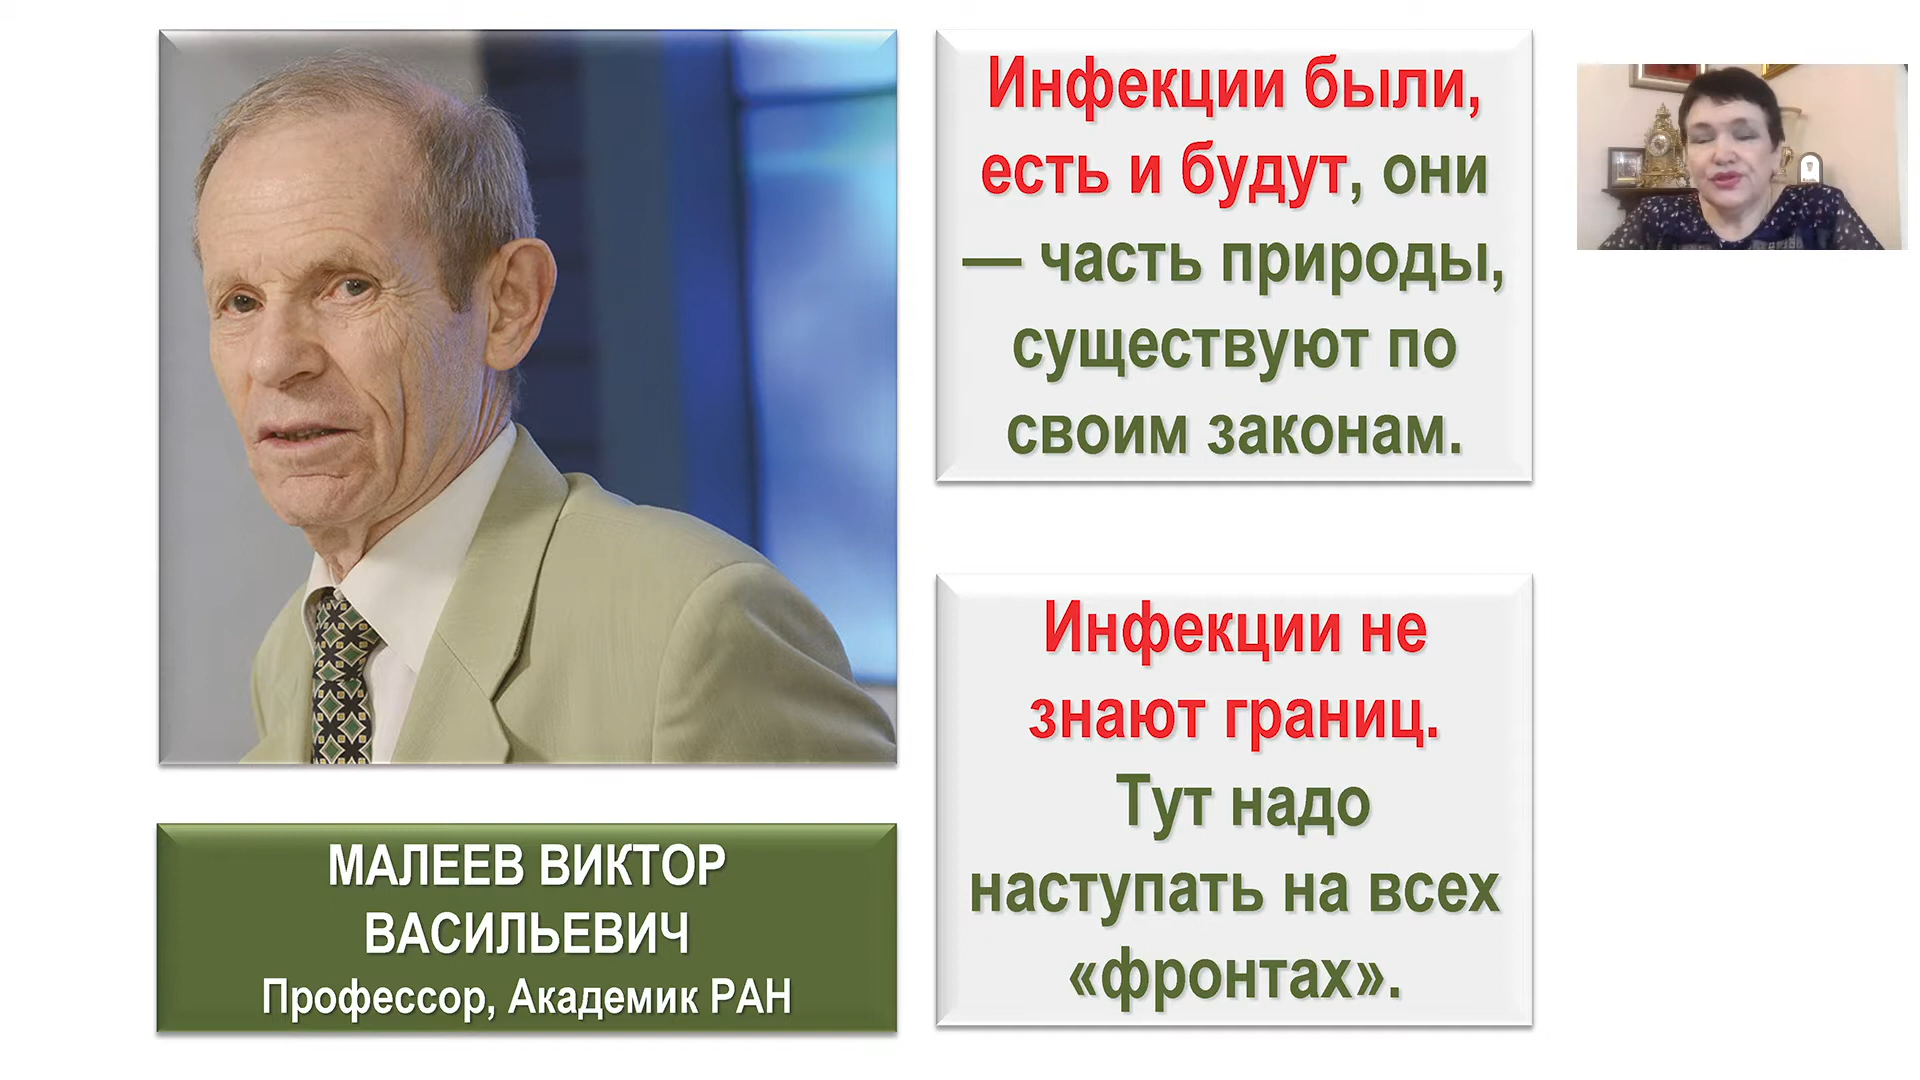 Инфекции были,
есть и будут, они
— часть природы,
существуют по
своим законам.
Инфекции не
знают границ.
Тут надо
наступать на всех
«фронтах».
МАЛЕЕВ ВИКТОР
ВАСИЛЬЕВИЧ
Профессор, Академик РАН